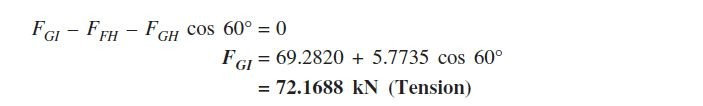 F_GI − F_FH − F_GH cos 60° = 0
F_GI = 69.2820 + 5.7735 cos 60°
= 72.1688 kN (Tension)